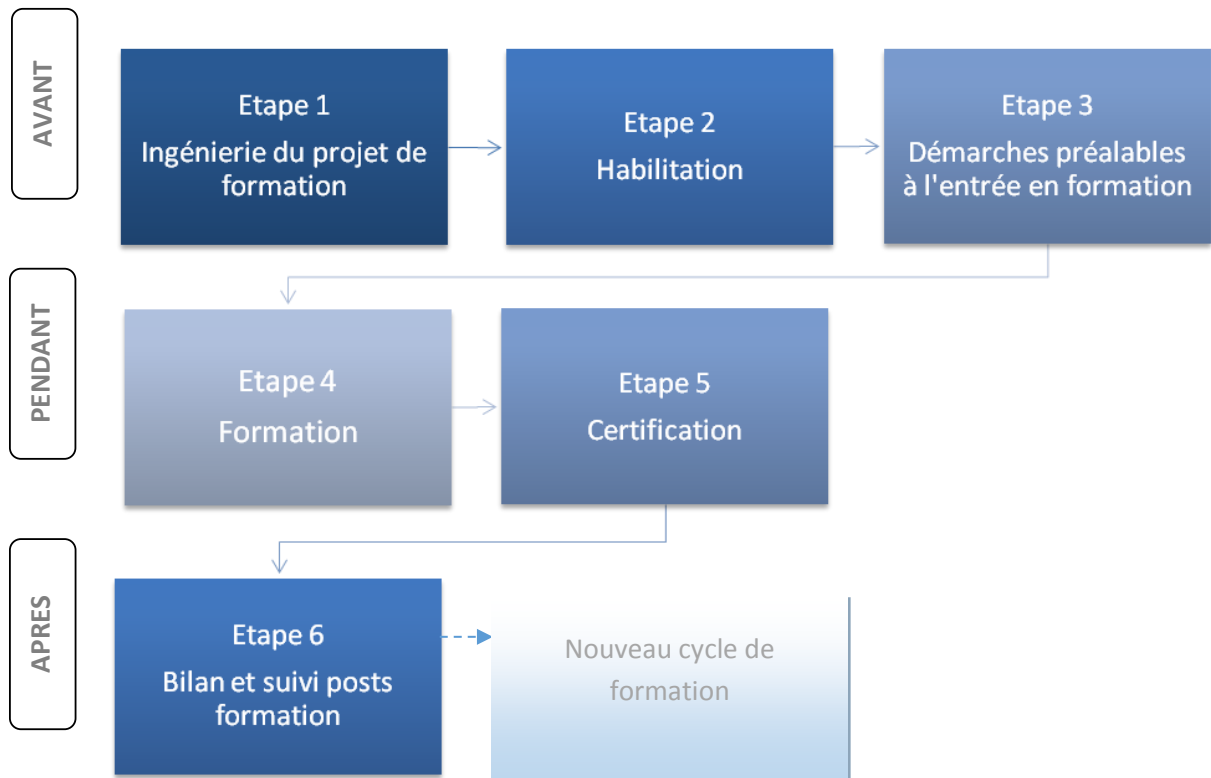 AVANT
Etape 1
Ingénierie du projet de
formation
Etape 2
Habilitation
Etape 3
Démarches préalables
à l'entrée en formation
PENDANT
Etape 4
Formation
Etape 5
Certification
APRES
Etape 6
Bilan et suivi posts
formation
Nouveau cycle de
formation